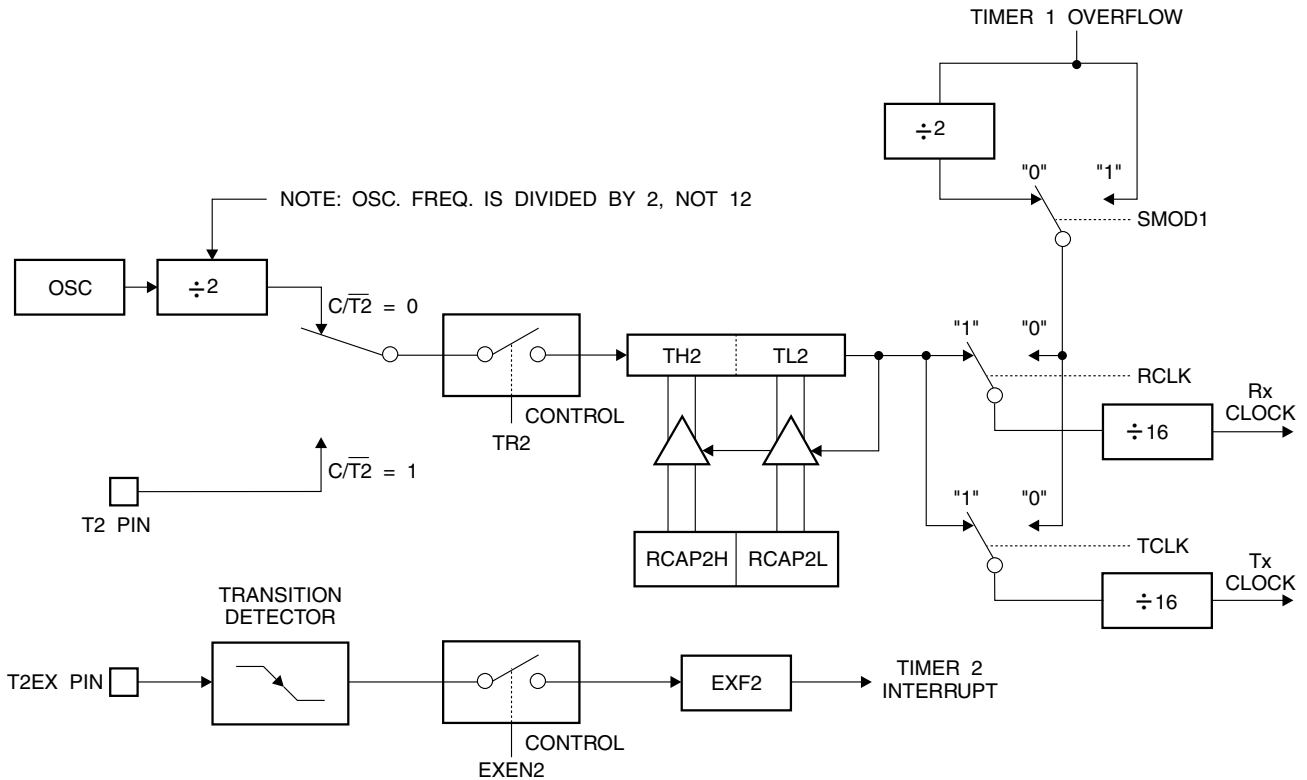 TIMER 1 OVERFLOW
÷2
"0" "1"
NOTE: OSC. FREQ. IS DIVIDED BY 2, NOT 12
SMOD1
OSC
÷2
C/T2̅ = 0
TH2
TL2
"1" "0"
RCLK
Rx
CLOCK
÷16
CONTROL
TR2
C/T2̅ = 1
T2 PIN
"1" "0"
TCLK
Tx
CLOCK
÷16
RCAP2H
RCAP2L
TRANSITION
DETECTOR
T2EX PIN
EXF2
TIMER 2
INTERRUPT
CONTROL
EXEN2